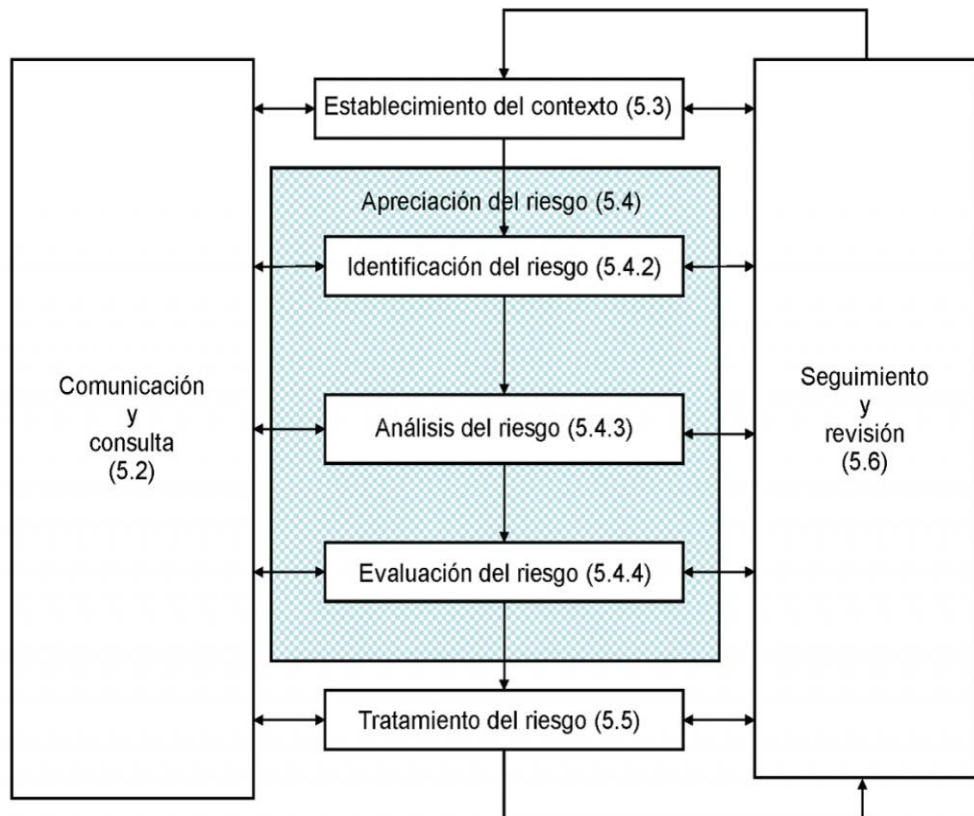 Establecimiento del contexto (5.3)
Apreciación del riesgo (5.4)
Identificación del riesgo (5.4.2)
Comunicación
y
consulta
(5.2)
Análisis del riesgo (5.4.3)
Seguimiento
y
revisión
(5.6)
Evaluación del riesgo (5.4.4)
Tratamiento del riesgo (5.5)